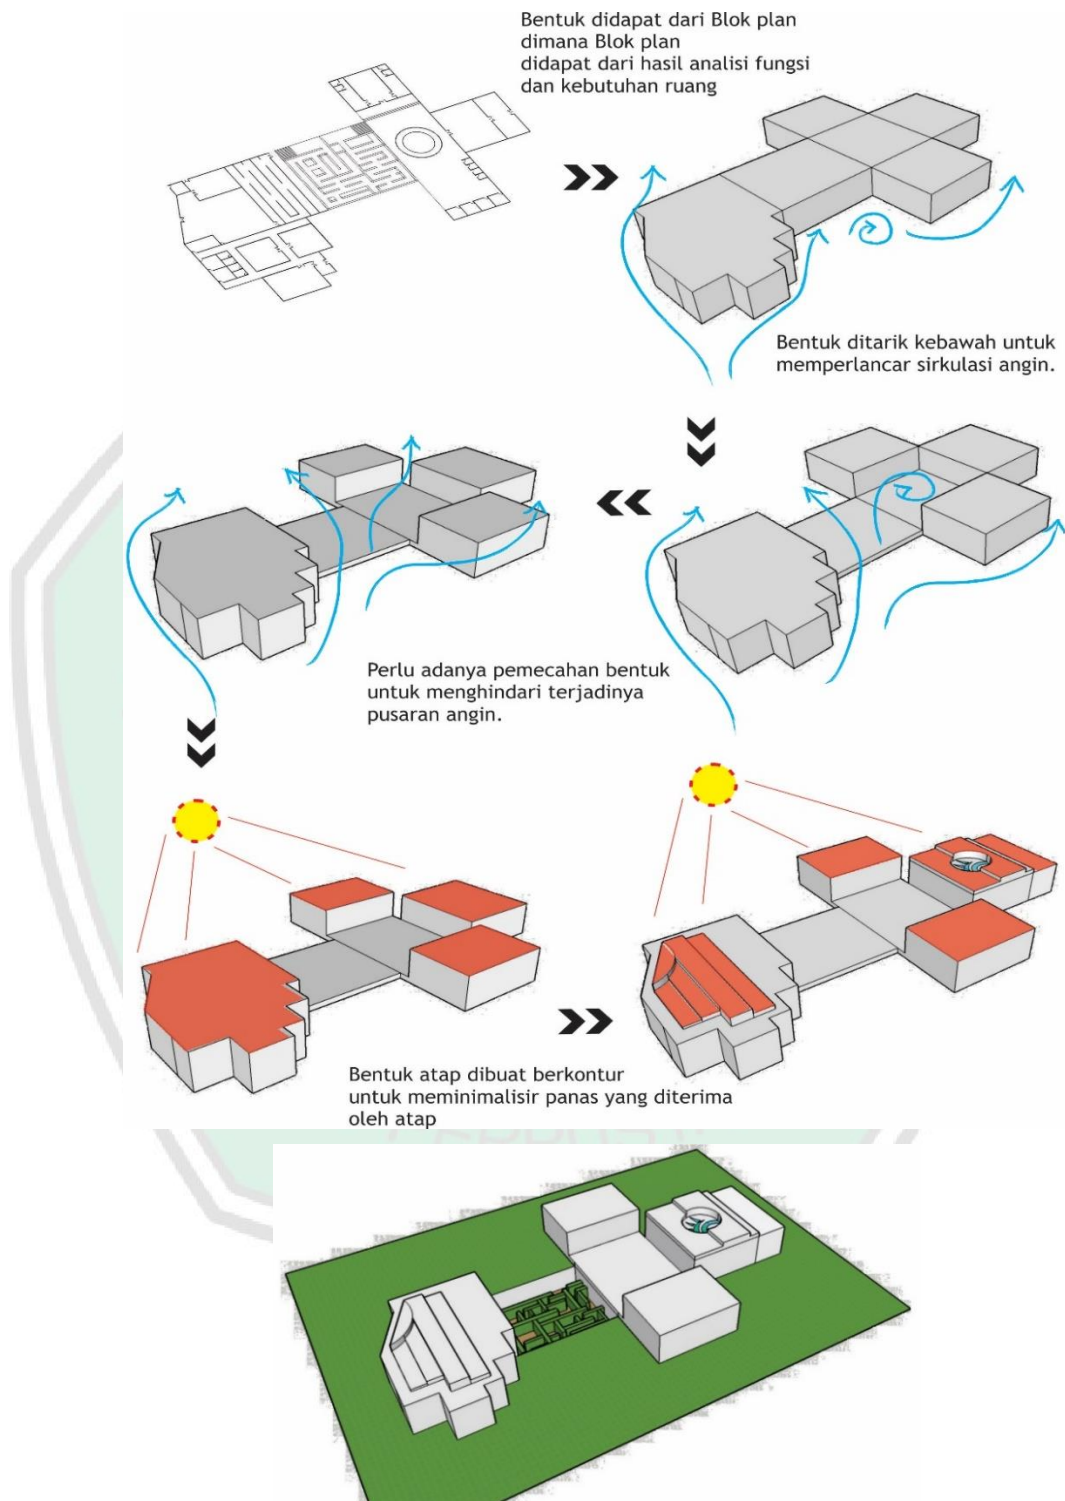 Bentuk didapat dari Blok plan
dimana Blok plan
didapat dari hasil analisi fungsi
dan kebutuhan ruang
Bentuk ditarik kebawah untuk
memperlancar sirkulasi angin.
Perlu adanya pemecahan bentuk
untuk menghindari terjadinya
pusaran angin.
Bentuk atap dibuat berkontur
untuk meminimalisir panas yang diterima
oleh atap